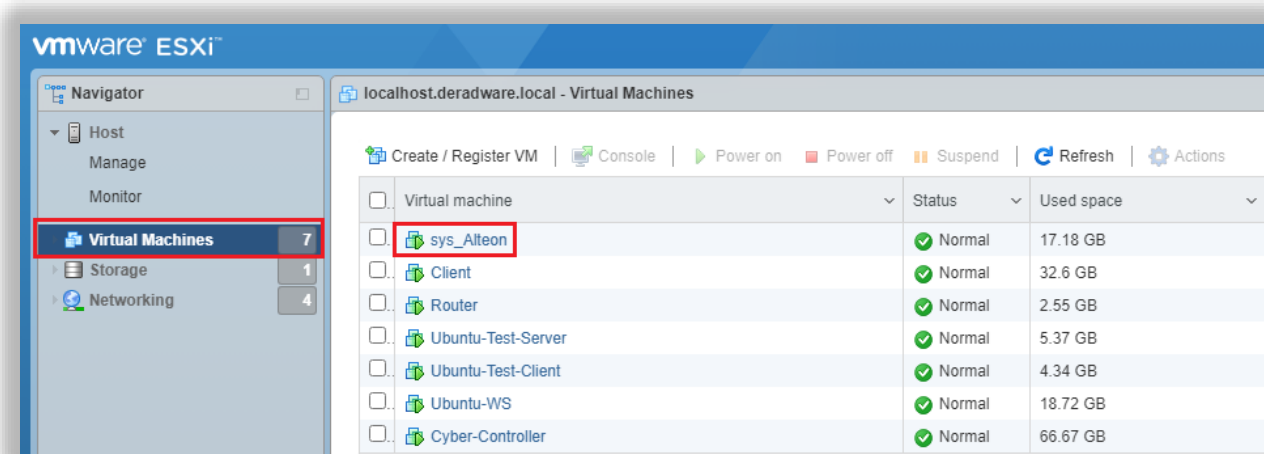 vmware® ESXi™
Navigator
Host
Manage
Monitor
Virtual Machines 7
Storage 1
Networking 4
localhost.deradware.local - Virtual Machines
Create / Register VM Console Power on Power off Suspend Refresh Actions
Virtual machine Status Used space
sys_Alteon Normal 17.18 GB
Client Normal 32.6 GB
Router Normal 2.55 GB
Ubuntu-Test-Server Normal 5.37 GB
Ubuntu-Test-Client Normal 4.34 GB
Ubuntu-WS Normal 18.72 GB
Cyber-Controller Normal 66.67 GB